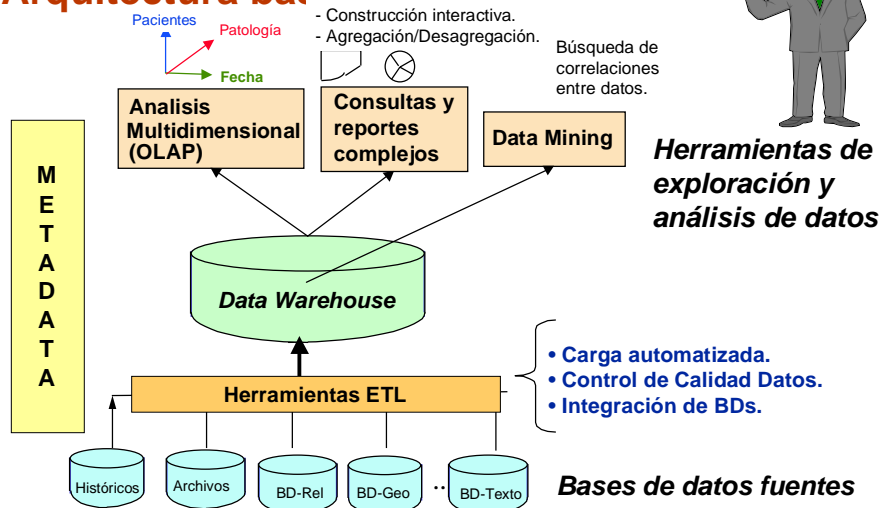 Arquitectura
- Construcción interactiva.
- Agregación/Desagregación.
Pacientes
Patología
Fecha
Búsqueda de
correlaciones
entre datos.
Analisis
Multidimensional
(OLAP)
Consultas y
reportes
complejos
Data Mining
Herramientas de
exploración y
análisis de datos
METADATA
Data Warehouse
• Carga automatizada.
• Control de Calidad Datos.
• Integración de BDs.
Herramientas ETL
Históricos
Archivos
BD-Rel
BD-Geo
..
BD-Texto
Bases de datos fuentes